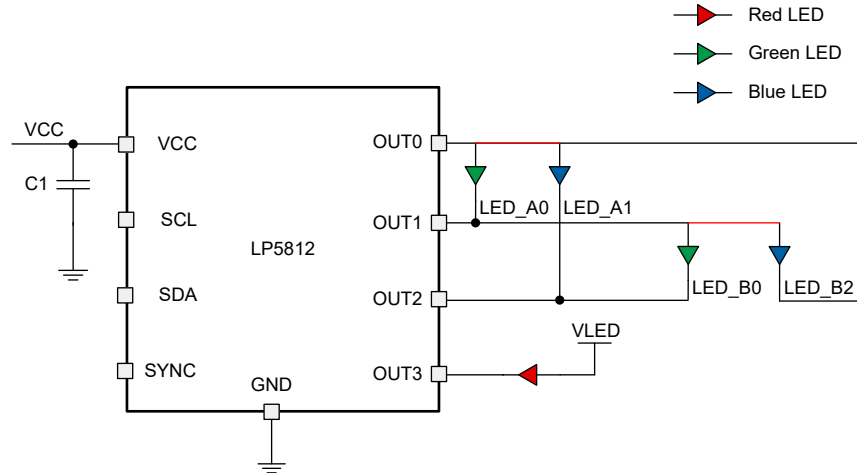 Red LED
Green LED
Blue LED
VCC
VCC
OUT0
C1
LED_A0
LED_A1
SCL
OUT1
LP5812
SDA
OUT2
LED_B0
LED_B2
VLED
SYNC
OUT3
GND